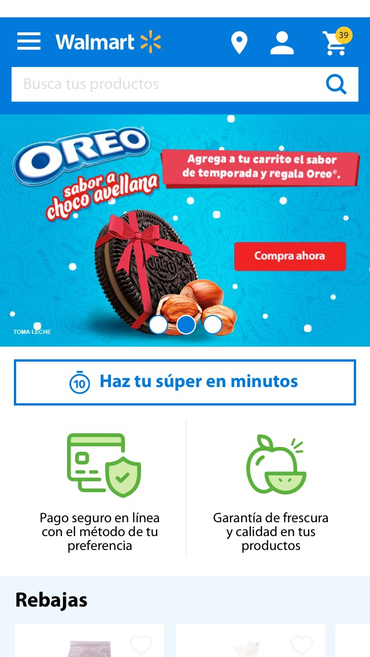 Walmart
39
Busca tus productos
OREO
sabor a
choco avellana
Agrega a tu carrito el sabor
de temporada y regala Oreo®.
Compra ahora
TOMA LECHE
10 Haz tu súper en minutos
Pago seguro en línea
con el método de tu
preferencia
Garantía de frescura
y calidad en tus
productos
Rebajas